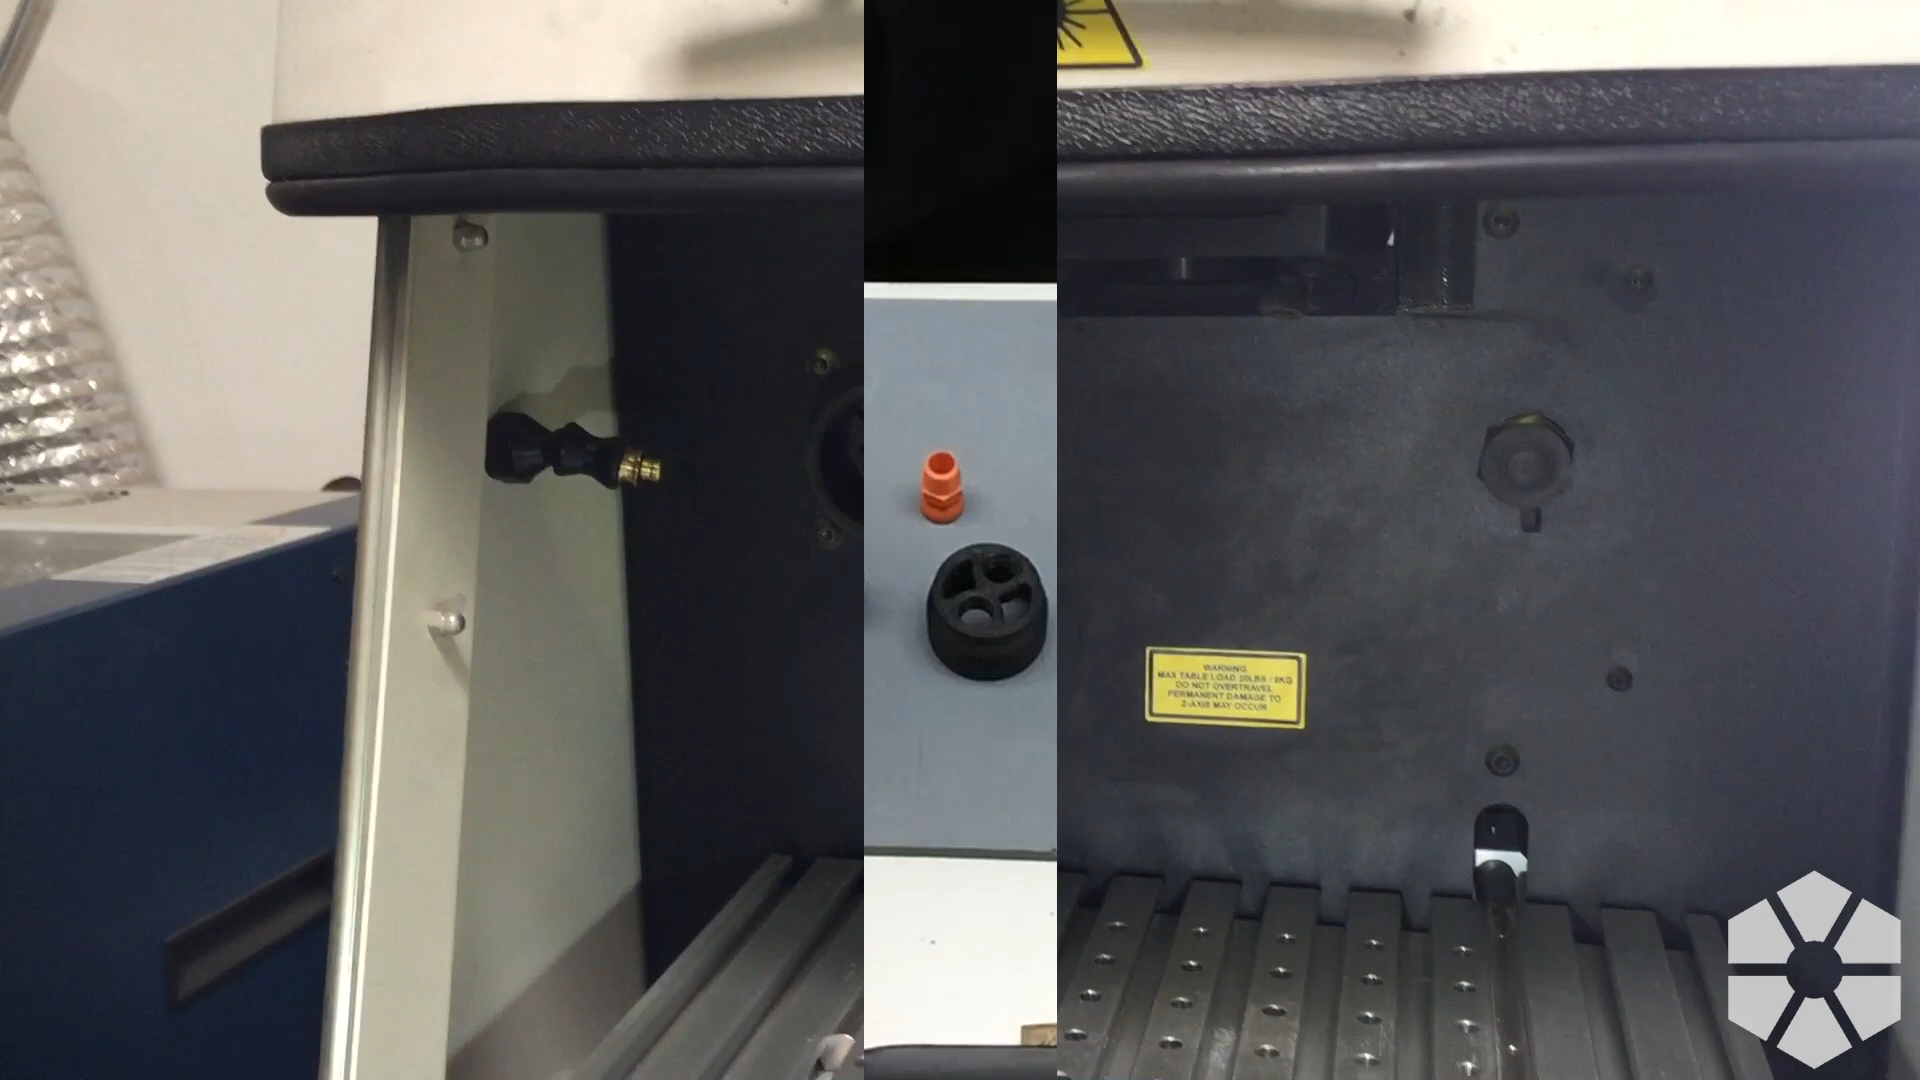 WARNING
MAX TABLE LOAD 20LBS / 9KG
DO NOT OVERTRAVEL
PERMANENT DAMAGE TO
Z-AXIS MAY OCCUR